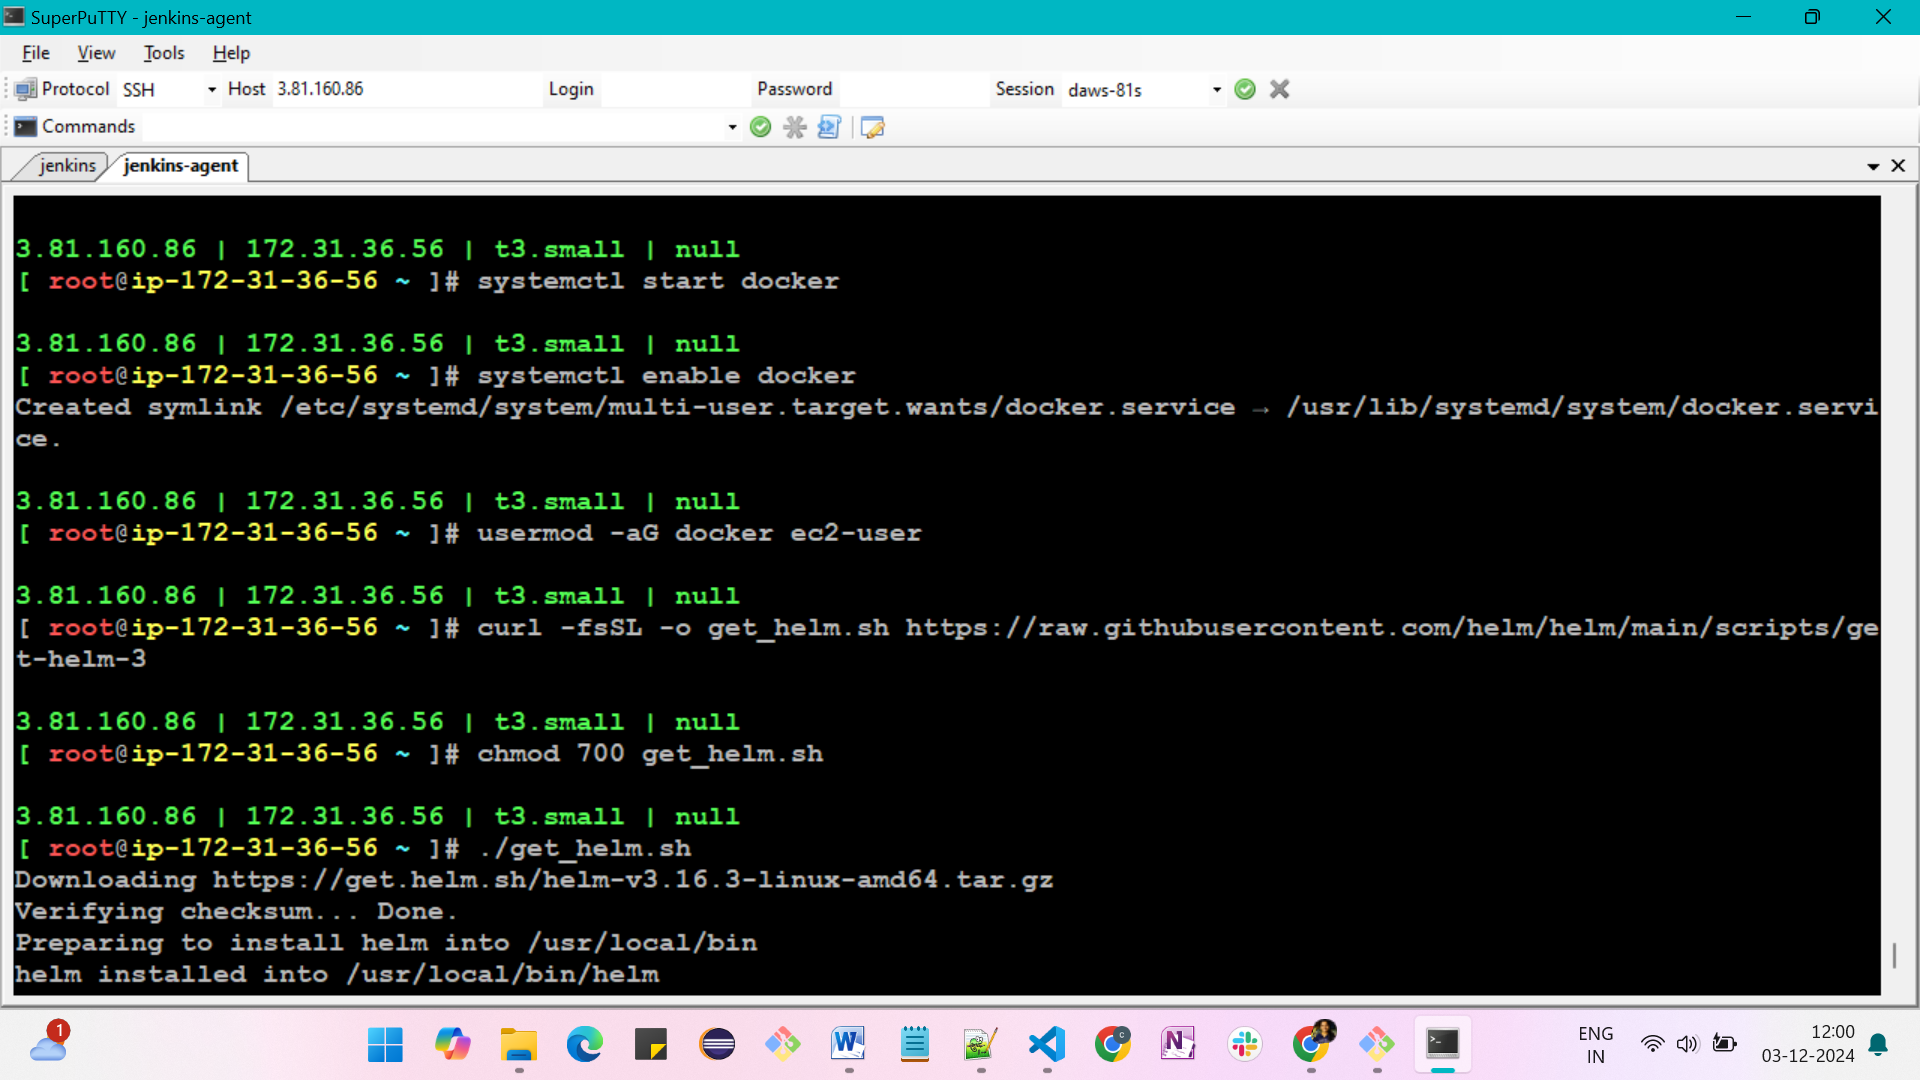 SuperPuTTY - jenkins-agent
File View Tools Help
Protocol SSH Host 3.81.160.86 Login Password Session daws-81s
Commands
jenkins jenkins-agent
3.81.160.86 | 172.31.36.56 | t3.small | null
[ root@ip-172-31-36-56 ~ ]# systemctl start docker
3.81.160.86 | 172.31.36.56 | t3.small | null
[ root@ip-172-31-36-56 ~ ]# systemctl enable docker
Created symlink /etc/systemd/system/multi-user.target.wants/docker.service → /usr/lib/systemd/system/docker.servi
ce.
3.81.160.86 | 172.31.36.56 | t3.small | null
[ root@ip-172-31-36-56 ~ ]# usermod -aG docker ec2-user
3.81.160.86 | 172.31.36.56 | t3.small | null
[ root@ip-172-31-36-56 ~ ]# curl -fsSL -o get_helm.sh https://raw.githubusercontent.com/helm/helm/main/scripts/ge
t-helm-3
3.81.160.86 | 172.31.36.56 | t3.small | null
[ root@ip-172-31-36-56 ~ ]# chmod 700 get_helm.sh
3.81.160.86 | 172.31.36.56 | t3.small | null
[ root@ip-172-31-36-56 ~ ]# ./get_helm.sh
Downloading https://get.helm.sh/helm-v3.16.3-linux-amd64.tar.gz
Verifying checksum... Done.
Preparing to install helm into /usr/local/bin
helm installed into /usr/local/bin/helm
1
ENG
IN
12:00
03-12-2024